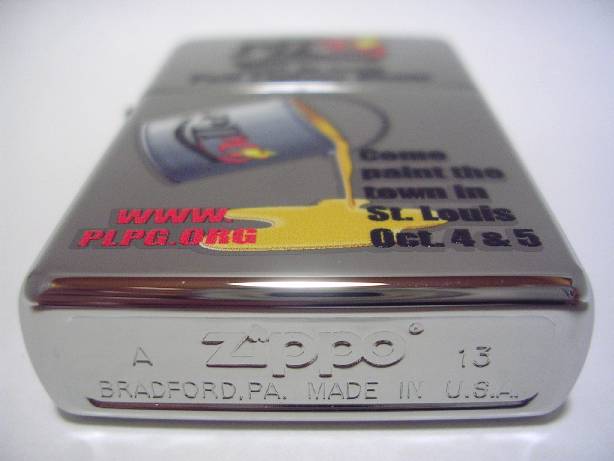 Come
paint the
town in
St. Louis
Oct. 4 & 5
WWW.
PLPG.ORG
A Zippo® 13
BRADFORD,PA. MADE IN U.S.A.